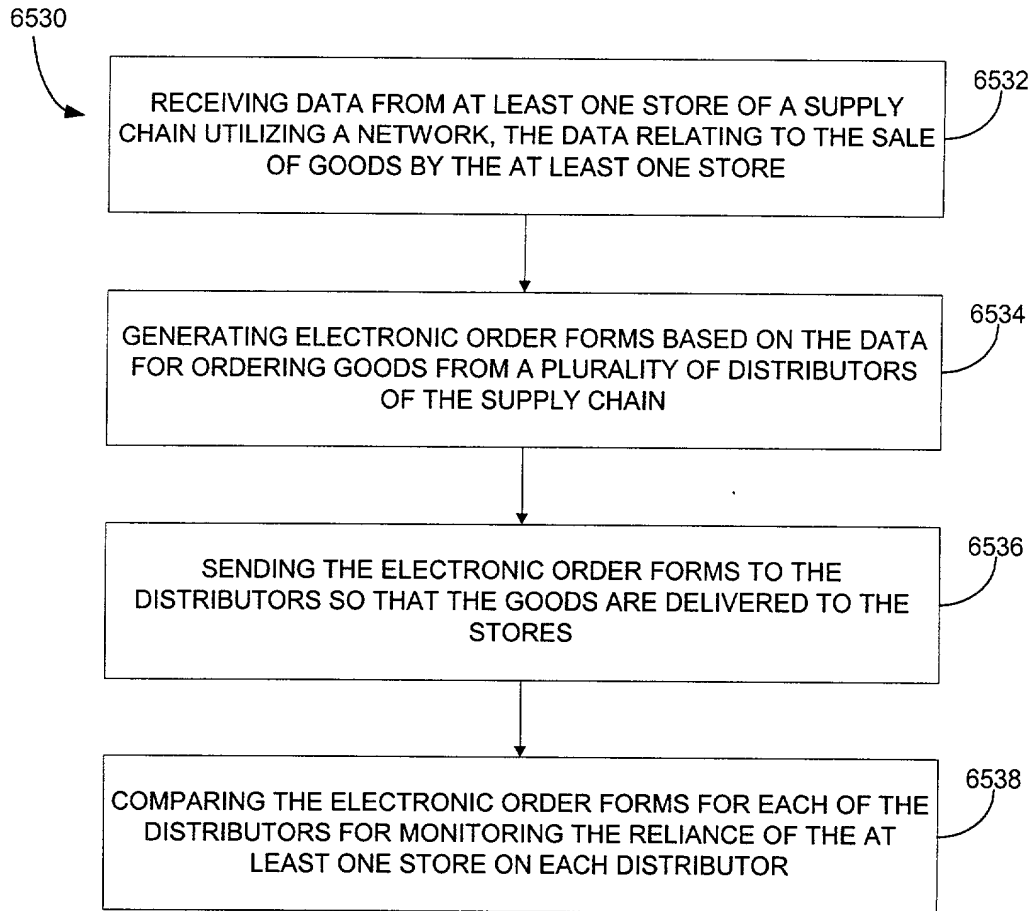 6530
6532
RECEIVING DATA FROM AT LEAST ONE STORE OF A SUPPLY
CHAIN UTILIZING A NETWORK, THE DATA RELATING TO THE SALE
OF GOODS BY THE AT LEAST ONE STORE
6534
GENERATING ELECTRONIC ORDER FORMS BASED ON THE DATA
FOR ORDERING GOODS FROM A PLURALITY OF DISTRIBUTORS
OF THE SUPPLY CHAIN
6536
SENDING THE ELECTRONIC ORDER FORMS TO THE
DISTRIBUTORS SO THAT THE GOODS ARE DELIVERED TO THE
STORES
6538
COMPARING THE ELECTRONIC ORDER FORMS FOR EACH OF THE
DISTRIBUTORS FOR MONITORING THE RELIANCE OF THE AT
LEAST ONE STORE ON EACH DISTRIBUTOR